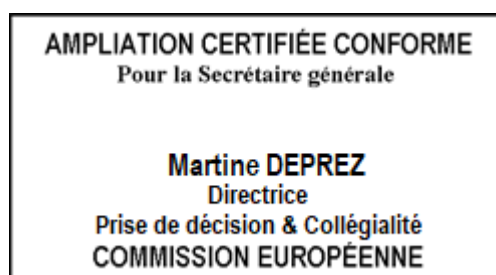 AMPLIATION CERTIFIÉE CONFORME
Pour la Secrétaire générale
Martine DEPREZ
Directrice
Prise de décision & Collégialité
COMMISSION EUROPÉENNE